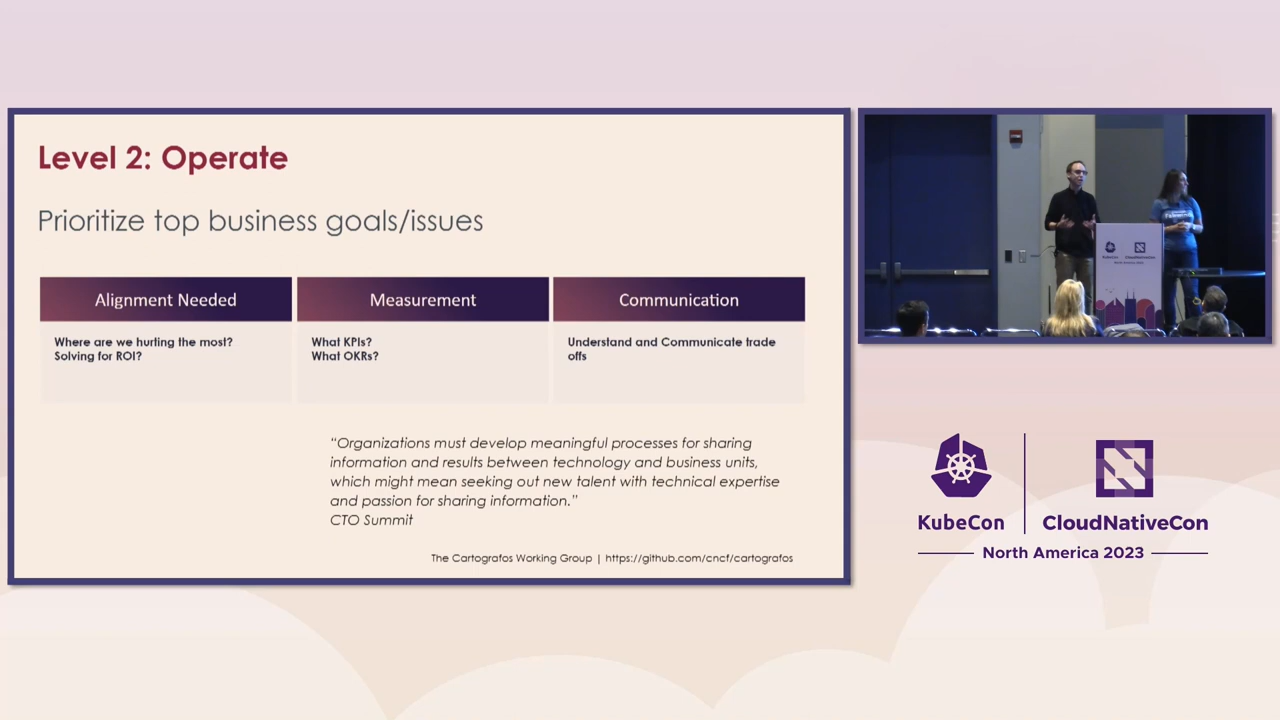 Level 2: Operate
Prioritize top business goals/issues
Alignment Needed
Measurement
Communication
Where are we hurting the most?
Solving for ROI?
What KPIs?
What OKRs?
Understand and Communicate trade
offs
“Organizations must develop meaningful processes for sharing
information and results between technology and business units,
which might mean seeking out new talent with technical expertise
and passion for sharing information.”
CTO Summit
The Cartografos Working Group | https://github.com/cncf/cartografos
KubeCon
CloudNativeCon
KubeCon
CloudNativeCon
North America 2023